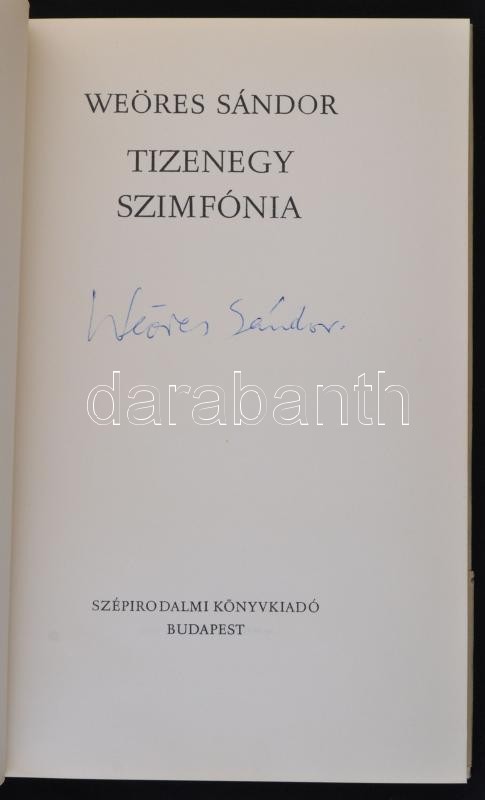 WEÖRES SÁNDOR
TIZENEGY
SZIMFÓNIA
Weöres Sándor.
darabanth
SZÉPIRODALMI KÖNYVKIADÓ
BUDAPEST